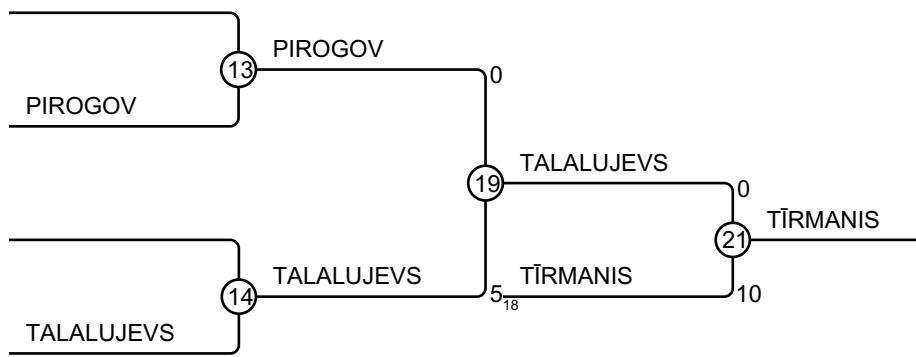 PIROGOV
13
0
PIROGOV
TALALUJEVS
19
0
TĪRMANIS
21
TALALUJEVS
TĪRMANIS
14
5
18
10
TALALUJEVS